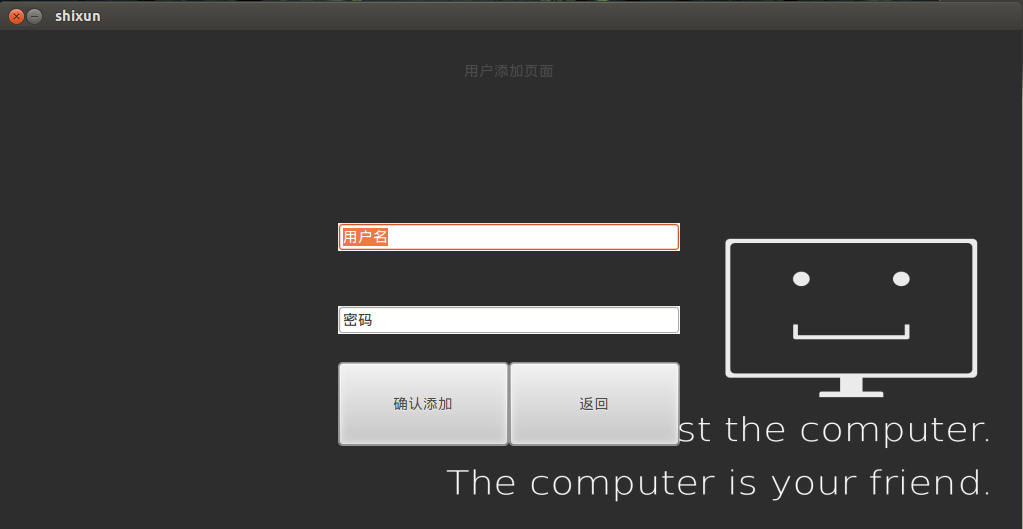 shixun
用户添加页面
用户名
密码
确认添加
返回
st the computer.
The computer is your friend.